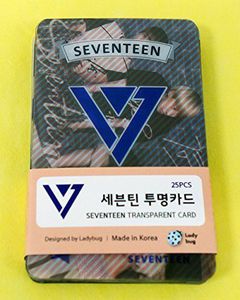 SEVENTEEN
Seventeen
25PCS
세븐틴 투명카드
SEVENTEEN TRANSPARENT CARD
Designed by Ladybug | Made in Korea
Lady
bug
SEVENTEEN